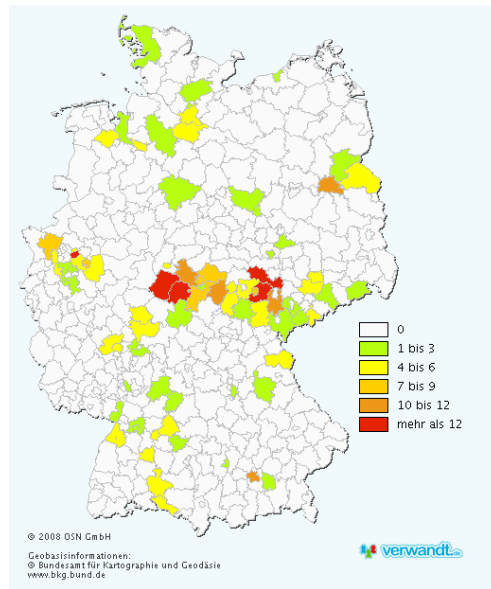 0
1 bis 3
4 bis 6
7 bis 9
10 bis 12
mehr als 12
© 2008 OSN GmbH
Geobasisinformationen:
© Bundesamt für Kartographie und Geodäsie
www.bkg.bund.de
verwandt.de